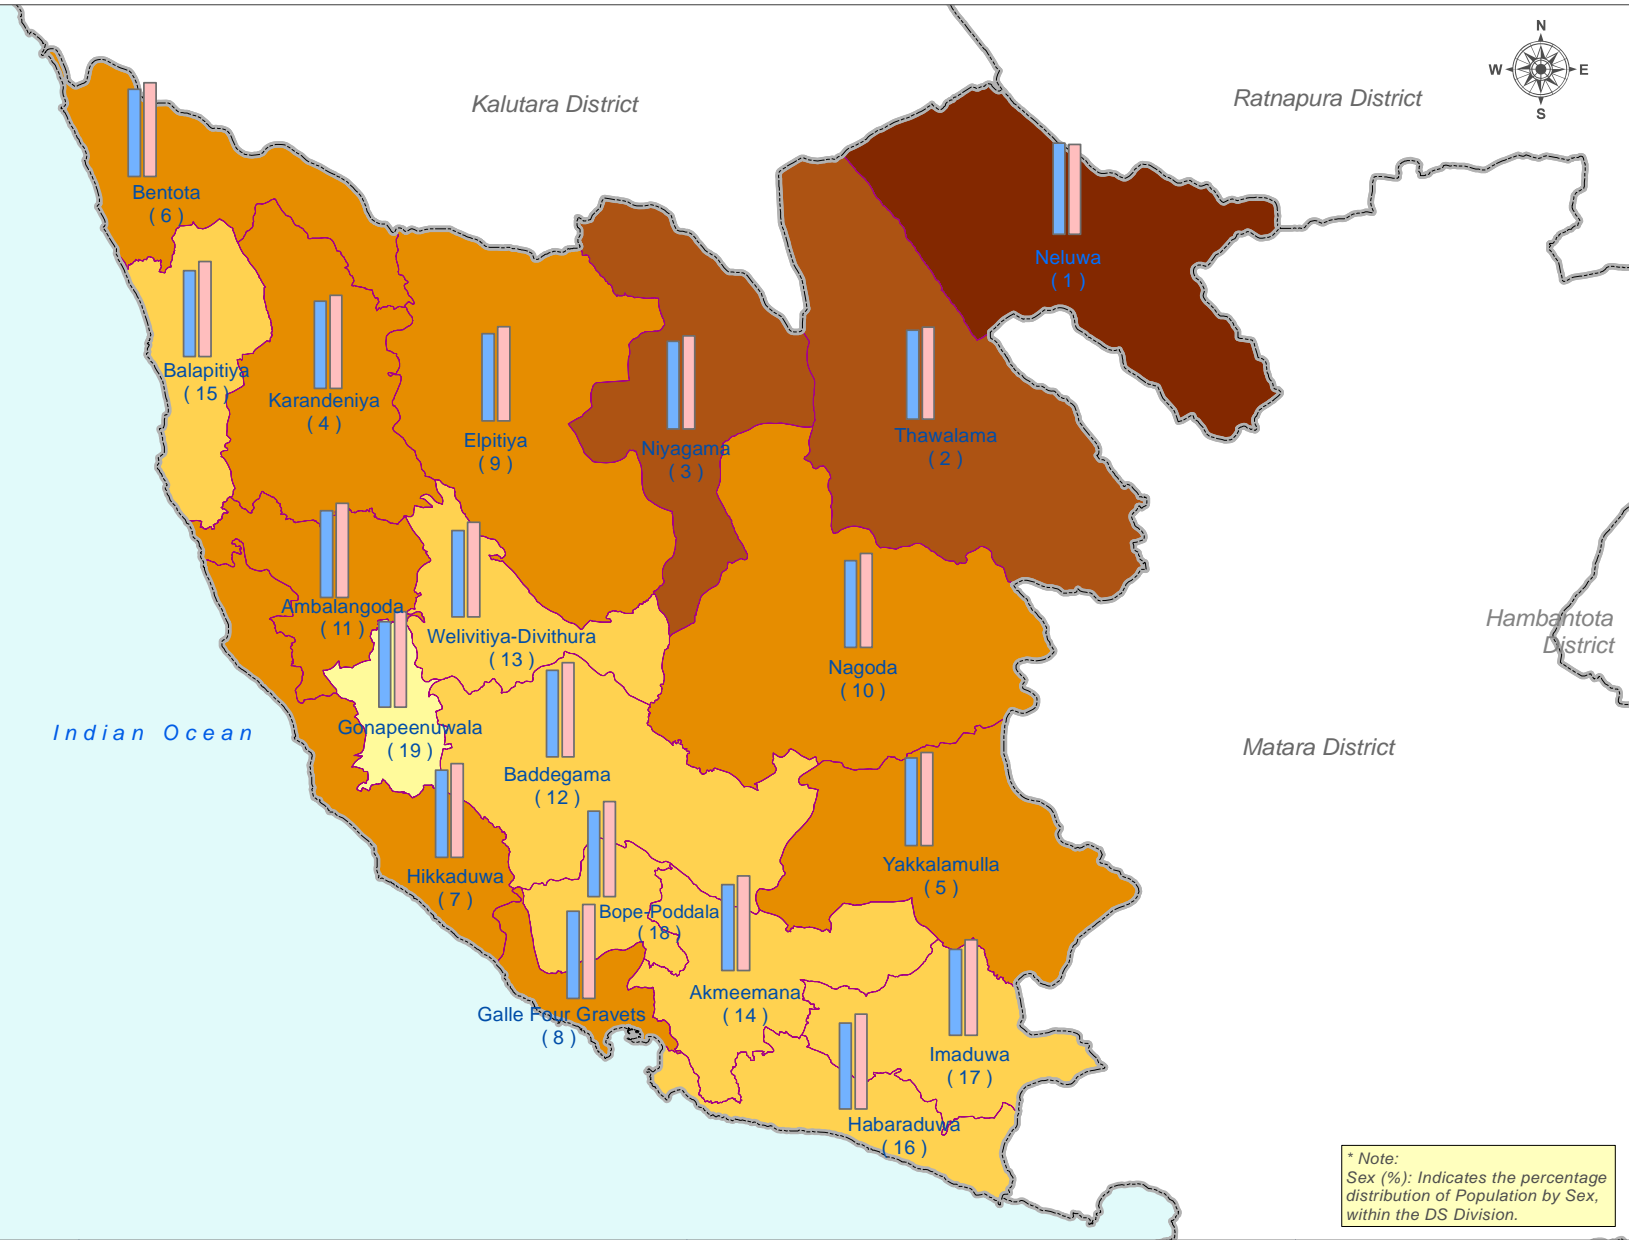 N
W
E
S
Kalutara District
Ratnapura District
Bentota
( 6 )
Neluwa
( 1 )
Balapitiya
( 15 )
Karandeniya
( 4 )
Elpitiya
( 9 )
Niyagama
( 3 )
Thawalama
( 2 )
Ambalangoda
( 11 )
Welivitiya-Divithura
( 13 )
Hambantota
District
Nagoda
( 10 )
Indian Ocean
Gonapeenuwala
( 19 )
Matara District
Baddegama
( 12 )
Hikkaduwa
( 7 )
Yakkalamulla
( 5 )
Bope-Poddala
( 18 )
Akmeemana
( 14 )
Galle Four Gravets
( 8 )
Imaduwa
( 17 )
Habaraduwa
( 16 )
* Note:
Sex (%): Indicates the percentage
distribution of Population by Sex,
within the DS Division.